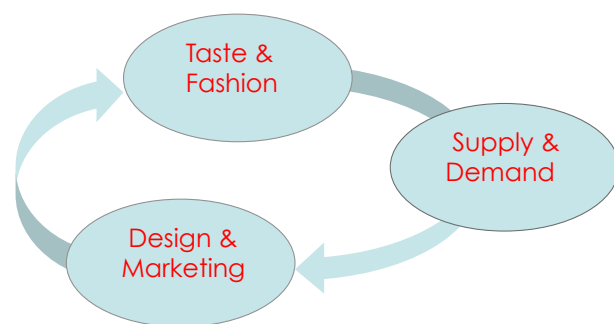 Taste &
Fashion
Supply &
Demand
Design &
Marketing